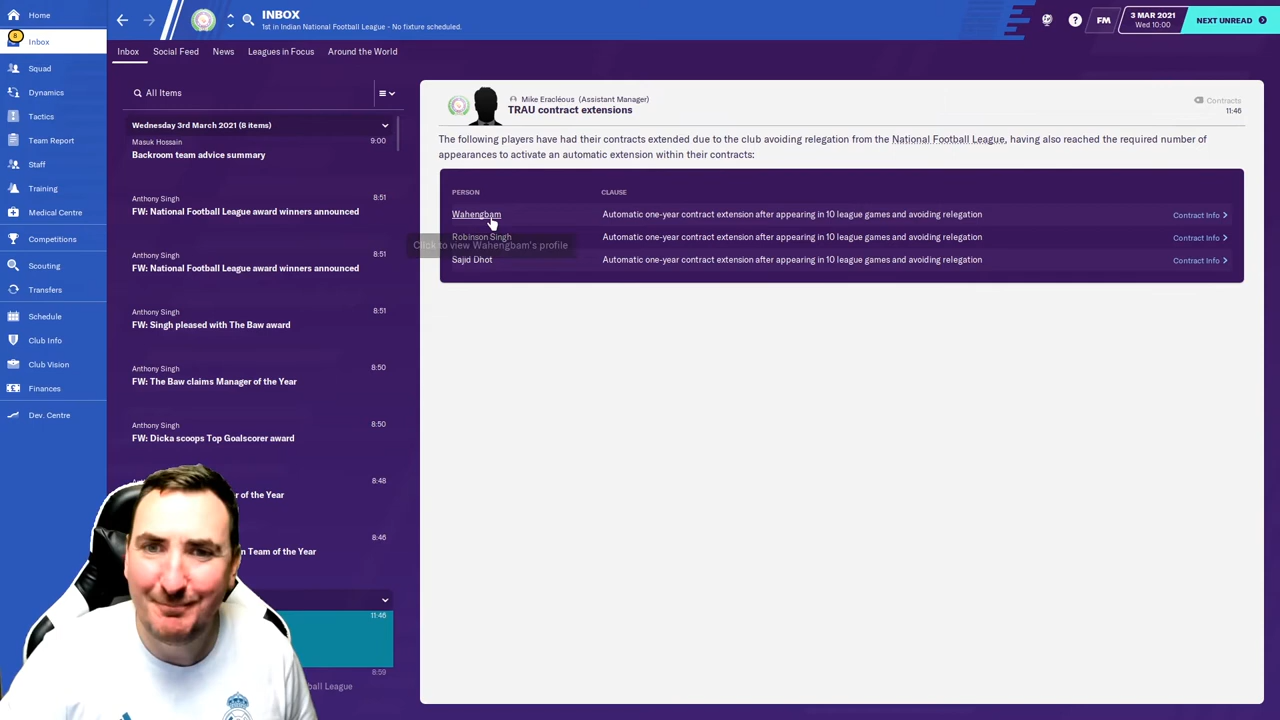 Home
INBOX
1st in Indian National Football League - No fixture scheduled.
FM
3 MAR 2021
Wed 10:00
NEXT UNREAD
8
Inbox
Squad
Dynamics
Tactics
Team Report
Staff
Training
Medical Centre
Competitions
Scouting
Transfers
Schedule
Club Info
Club Vision
Finances
Dev. Centre
Inbox Social Feed News Leagues in Focus Around the World
All Items
Wednesday 3rd March 2021 (8 items)
Masuk Hossain 9:00
Backroom team advice summary
Anthony Singh 8:51
FW: National Football League award winners announced
Anthony Singh 8:51
FW: National Football League award winners announced
Anthony Singh 8:51
FW: Singh pleased with The Baw award
Anthony Singh 8:50
FW: The Baw claims Manager of the Year
Anthony Singh 8:50
FW: Dicka scoops Top Goalscorer award
8:48
of the Year
8:46
Team of the Year
11:46
8:59
League
Mike Eracléous (Assistant Manager)
TRAU contract extensions
Contracts
11:46
The following players have had their contracts extended due to the club avoiding relegation from the National Football League, having also reached the required number of
appearances to activate an automatic extension within their contracts:
PERSON CLAUSE
Wahengbam Automatic one-year contract extension after appearing in 10 league games and avoiding relegation Contract Info
Robinson Singh Automatic one-year contract extension after appearing in 10 league games and avoiding relegation Contract Info
Click to view Wahengbam's profile
Sajid Dhot Automatic one-year contract extension after appearing in 10 league games and avoiding relegation Contract Info